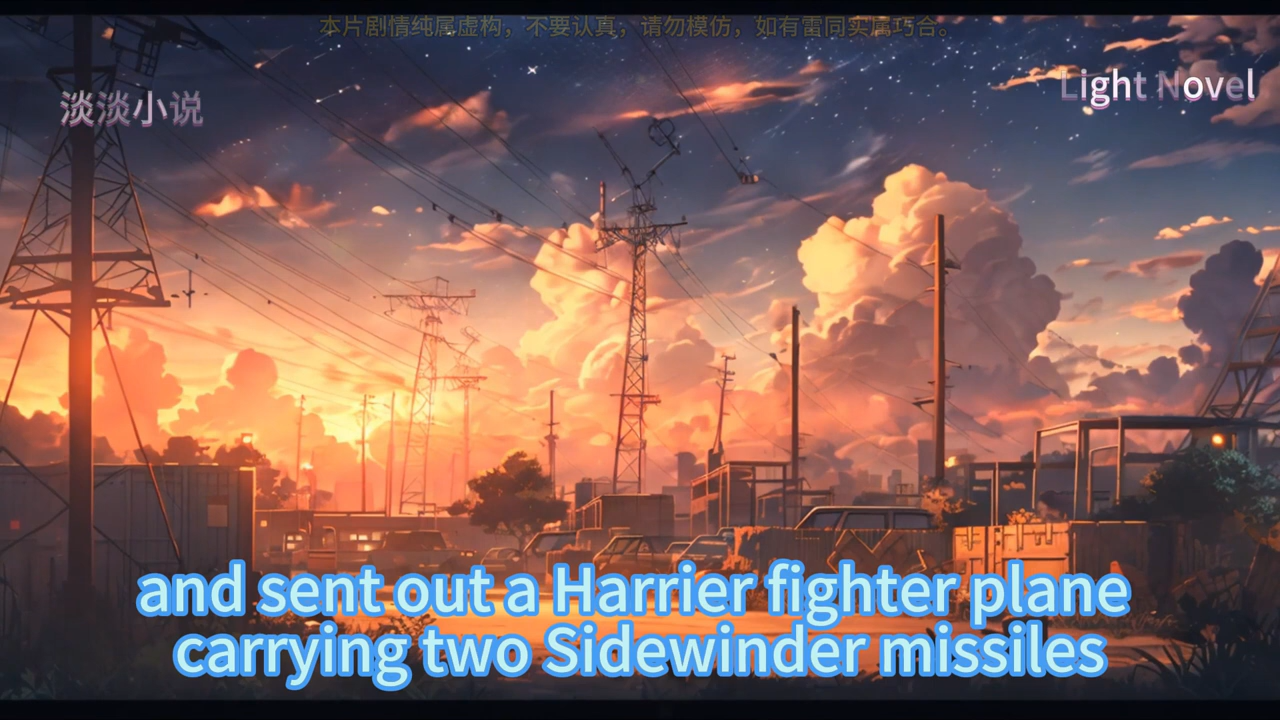 本片剧情纯属虚构，不要认真，请勿模仿，如有雷同实属巧合。
淡淡小说
Light Novel
and sent out a Harrier fighter plane
carrying two Sidewinder missiles